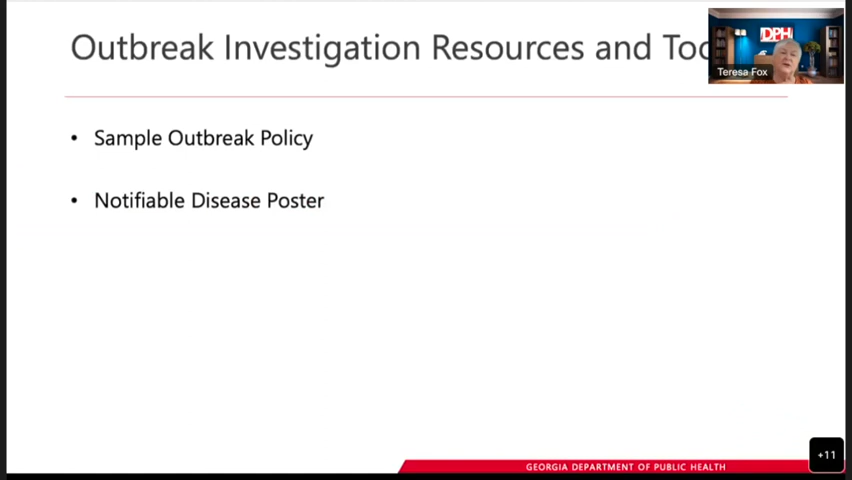 Outbreak Investigation Resources and Too
DPH
Teresa Fox
• Sample Outbreak Policy
• Notifiable Disease Poster
+11
GEORGIA DEPARTMENT OF PUBLIC HEALTH